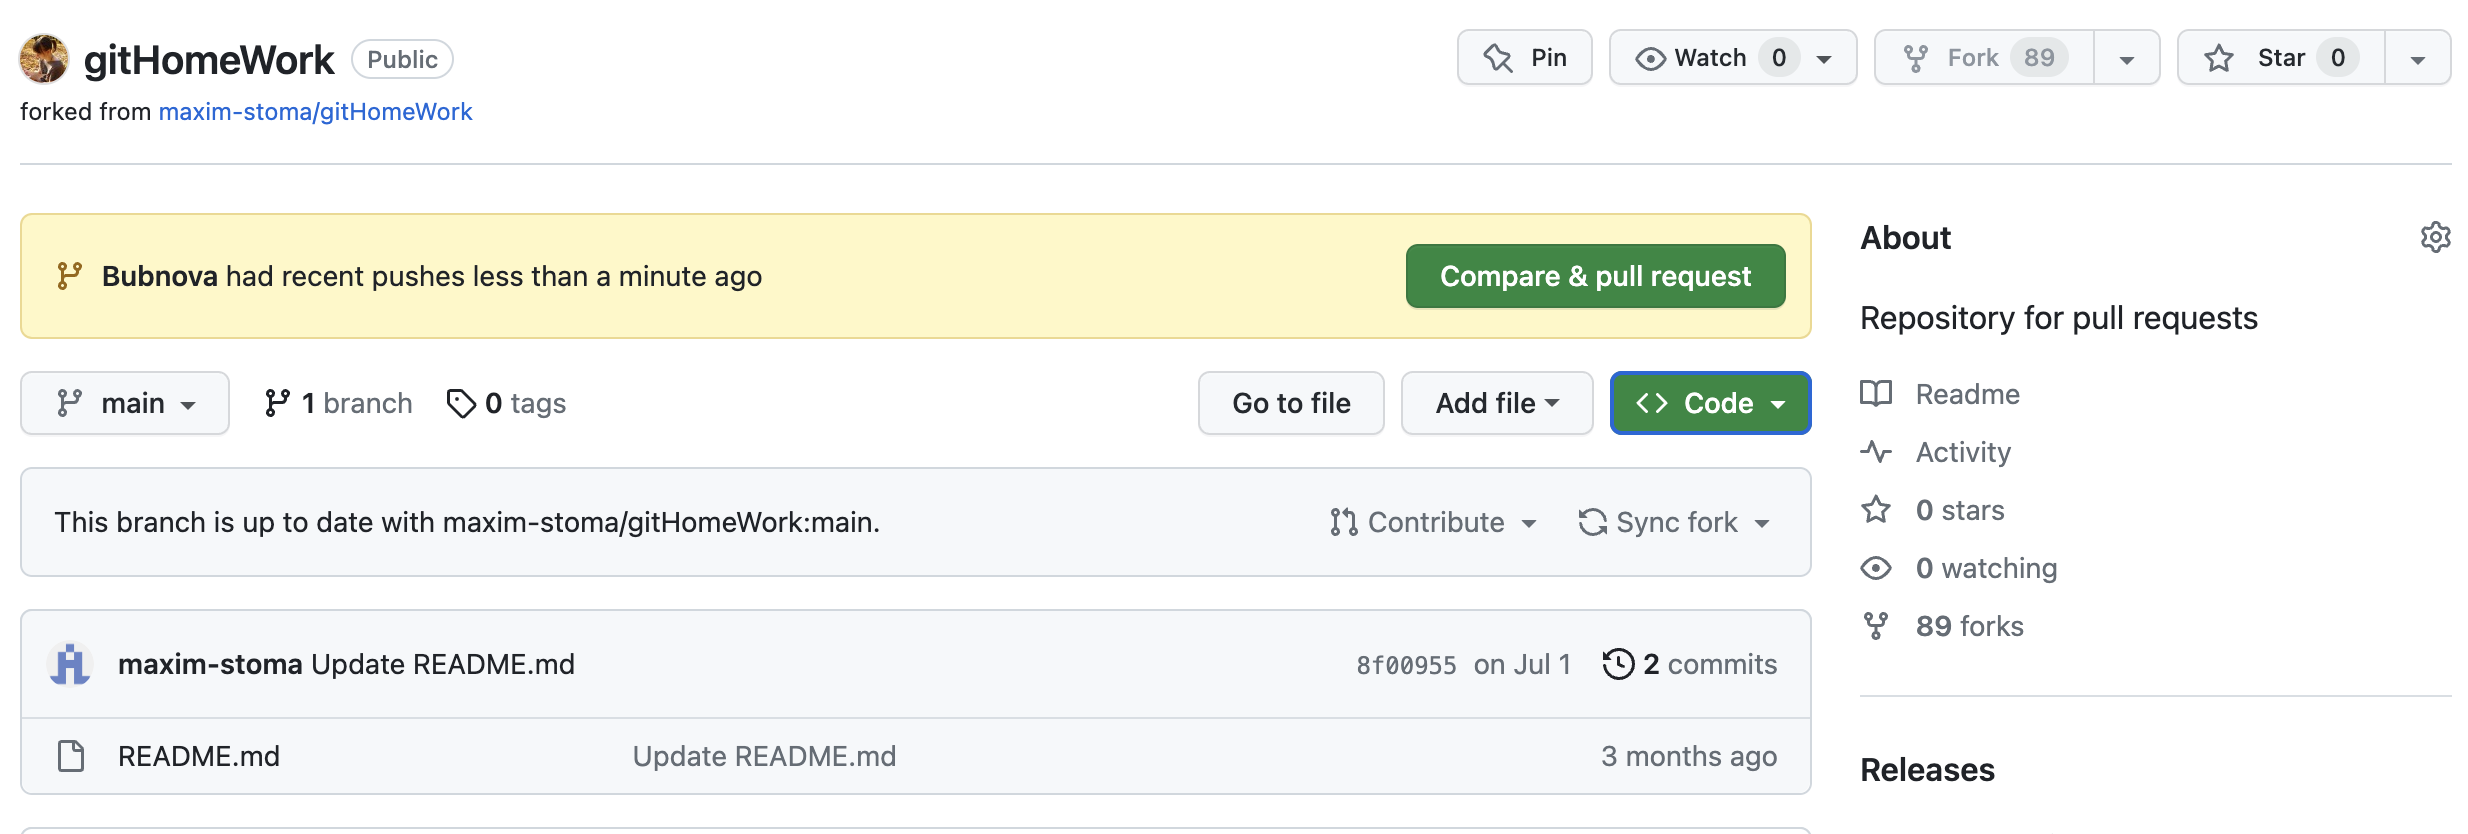 gitHomeWork Public Pin Watch 0 Fork 89 Star 0
forked from maxim-stoma/gitHomeWork
Bubnova had recent pushes less than a minute ago Compare & pull request
main 1 branch 0 tags Go to file Add file <> Code
This branch is up to date with maxim-stoma/gitHomeWork:main. Contribute Sync fork
maxim-stoma Update README.md 8f00955 on Jul 1 2 commits
README.md Update README.md 3 months ago
About
Repository for pull requests
Readme
Activity
0 stars
0 watching
89 forks
Releases